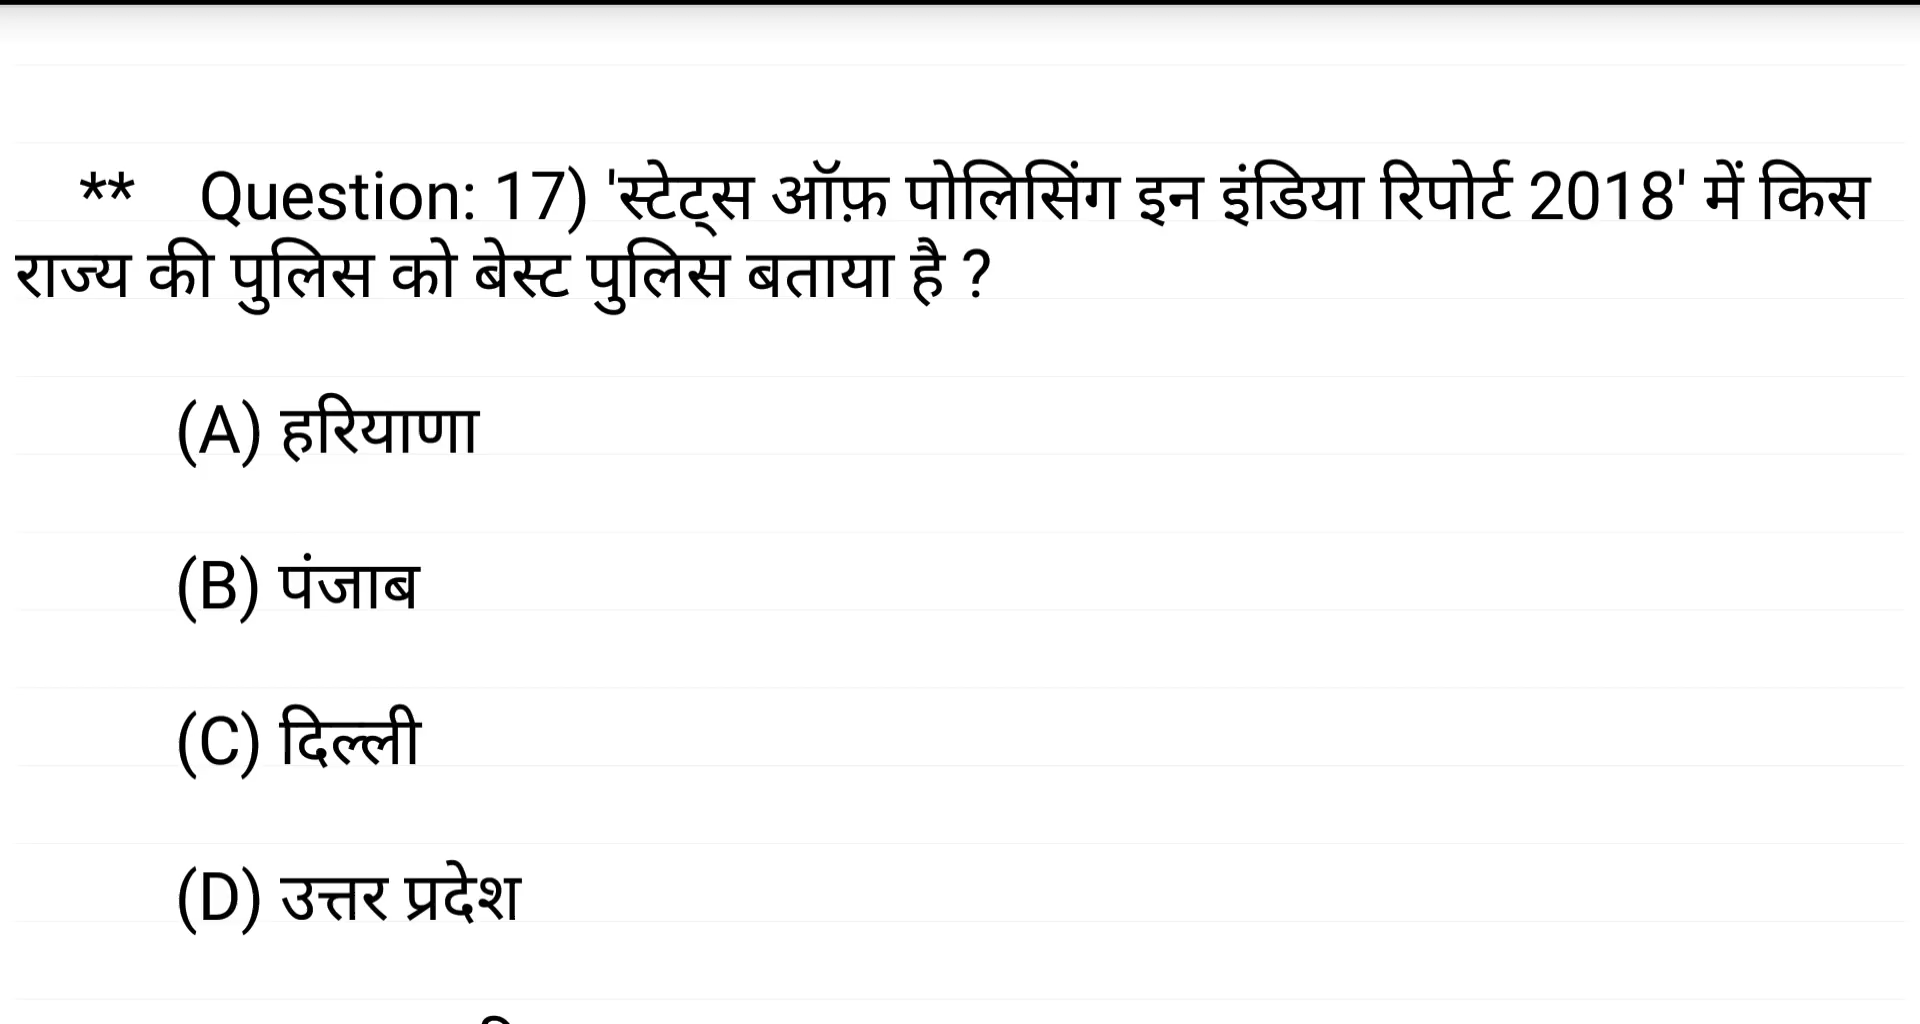 ** Question: 17) 'स्टेट्स ऑफ़ पोलिसिंग इन इंडिया रिपोर्ट 2018' में किस
राज्य की पुलिस को बेस्ट पुलिस बताया है ?
(A) हरियाणा
(B) पंजाब
(C) दिल्ली
(D) उत्तर प्रदेश